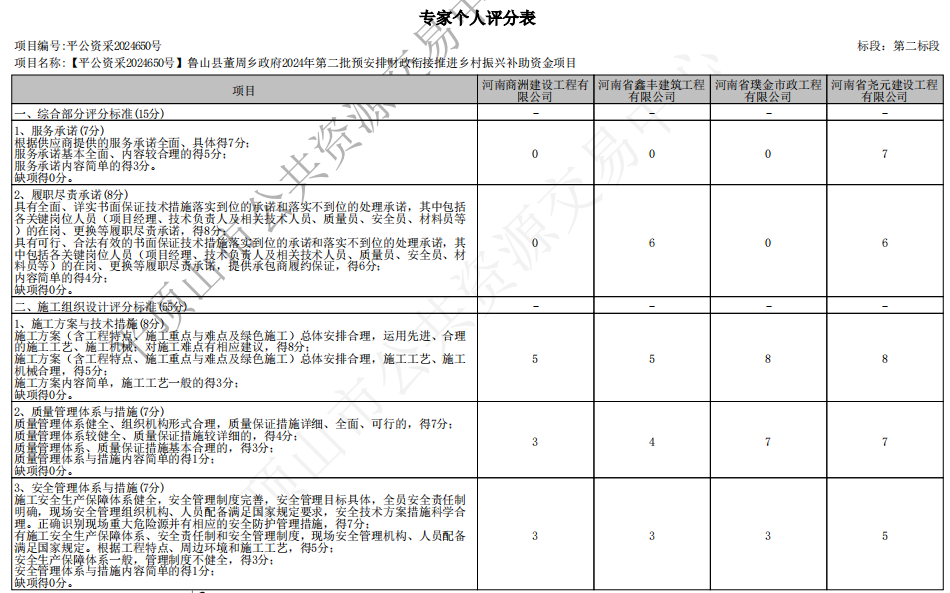 专家个人评分表
项目编号:平公资采2024650号 标段: 第二标段
项目名称:【平公资采2024650号】鲁山县董周乡政府2024年第二批预安排财政衔接推进乡村振兴补助资金项目
项目 河南商洲建设工程有限公司 河南省鑫丰建筑工程有限公司 河南省璞金市政工程有限公司 河南省尧元建设工程有限公司
一、综合部分评分标准(15分) - - - -
1、服务承诺(7分)
根据供应商提供的服务承诺全面、具体得7分;
服务承诺基本全面、内容较合理的得5分;
服务承诺内容简单的得3分。
缺项得0分。
0 0 0 7
2、履职尽责承诺(8分)
具有全面、详实书面保证技术措施落实到位的承诺和落实不到位的处理承诺,其中包括
各关键岗位人员(项目经理、技术负责人及相关技术人员、质量员、安全员、材料员等
)的在岗、更换等履职尽责承诺,得8分;
具有可行、合法有效的书面保证技术措施落实到位的承诺和落实不到位的处理承诺,其
中包括各关键岗位人员(项目经理、技术负责人及相关技术人员、质量员、安全员、材
料员等)的在岗、更换等履职尽责承诺,提供承包商履约保证,得6分;
内容简单的得4分;
缺项得0分。
0 6 0 6
二、施工组织设计评分标准(65分) - - - -
1、施工方案与技术措施(8分)
施工方案(含工程特点、施工重点与难点及绿色施工)总体安排合理,运用先进、合理
的施工工艺、施工机械;对施工难点有相应建议,得8分;
施工方案(含工程特点、施工重点与难点及绿色施工)总体安排合理,施工工艺、施工
机械合理,得5分;
施工方案内容简单,施工工艺一般的得3分;
缺项得0分。
5 5 8 8
2、质量管理体系与措施(7分)
质量管理体系健全、组织机构形式合理,质量保证措施详细、全面、可行的,得7分;
质量管理体系较健全、质量保证措施较详细的,得4分;
质量管理体系、质量保证措施基本合理的,得3分;
质量管理体系与措施内容简单的得1分;
缺项得0分。
3 4 7 7
3、安全管理体系与措施(7分)
施工安全生产保障体系健全,安全管理制度完善,安全管理目标具体,全员安全责任制
明确,现场安全管理组织机构、人员配备满足国家规定要求,安全技术方案措施科学合
理。正确识别现场重大危险源并有相应的安全防护管理措施,得7分;
有施工安全生产保障体系、安全责任制和安全管理制度,现场安全管理机构、人员配备
满足国家规定。根据工程特点、周边环境和施工工艺,得5分;
安全生产保障体系一般,管理制度不健全,得3分;
安全管理体系与措施内容简单的得1分;
缺项得0分。
3 3 3 5
平顶山市公共资源交易中心
顶山市公共资源交易中心